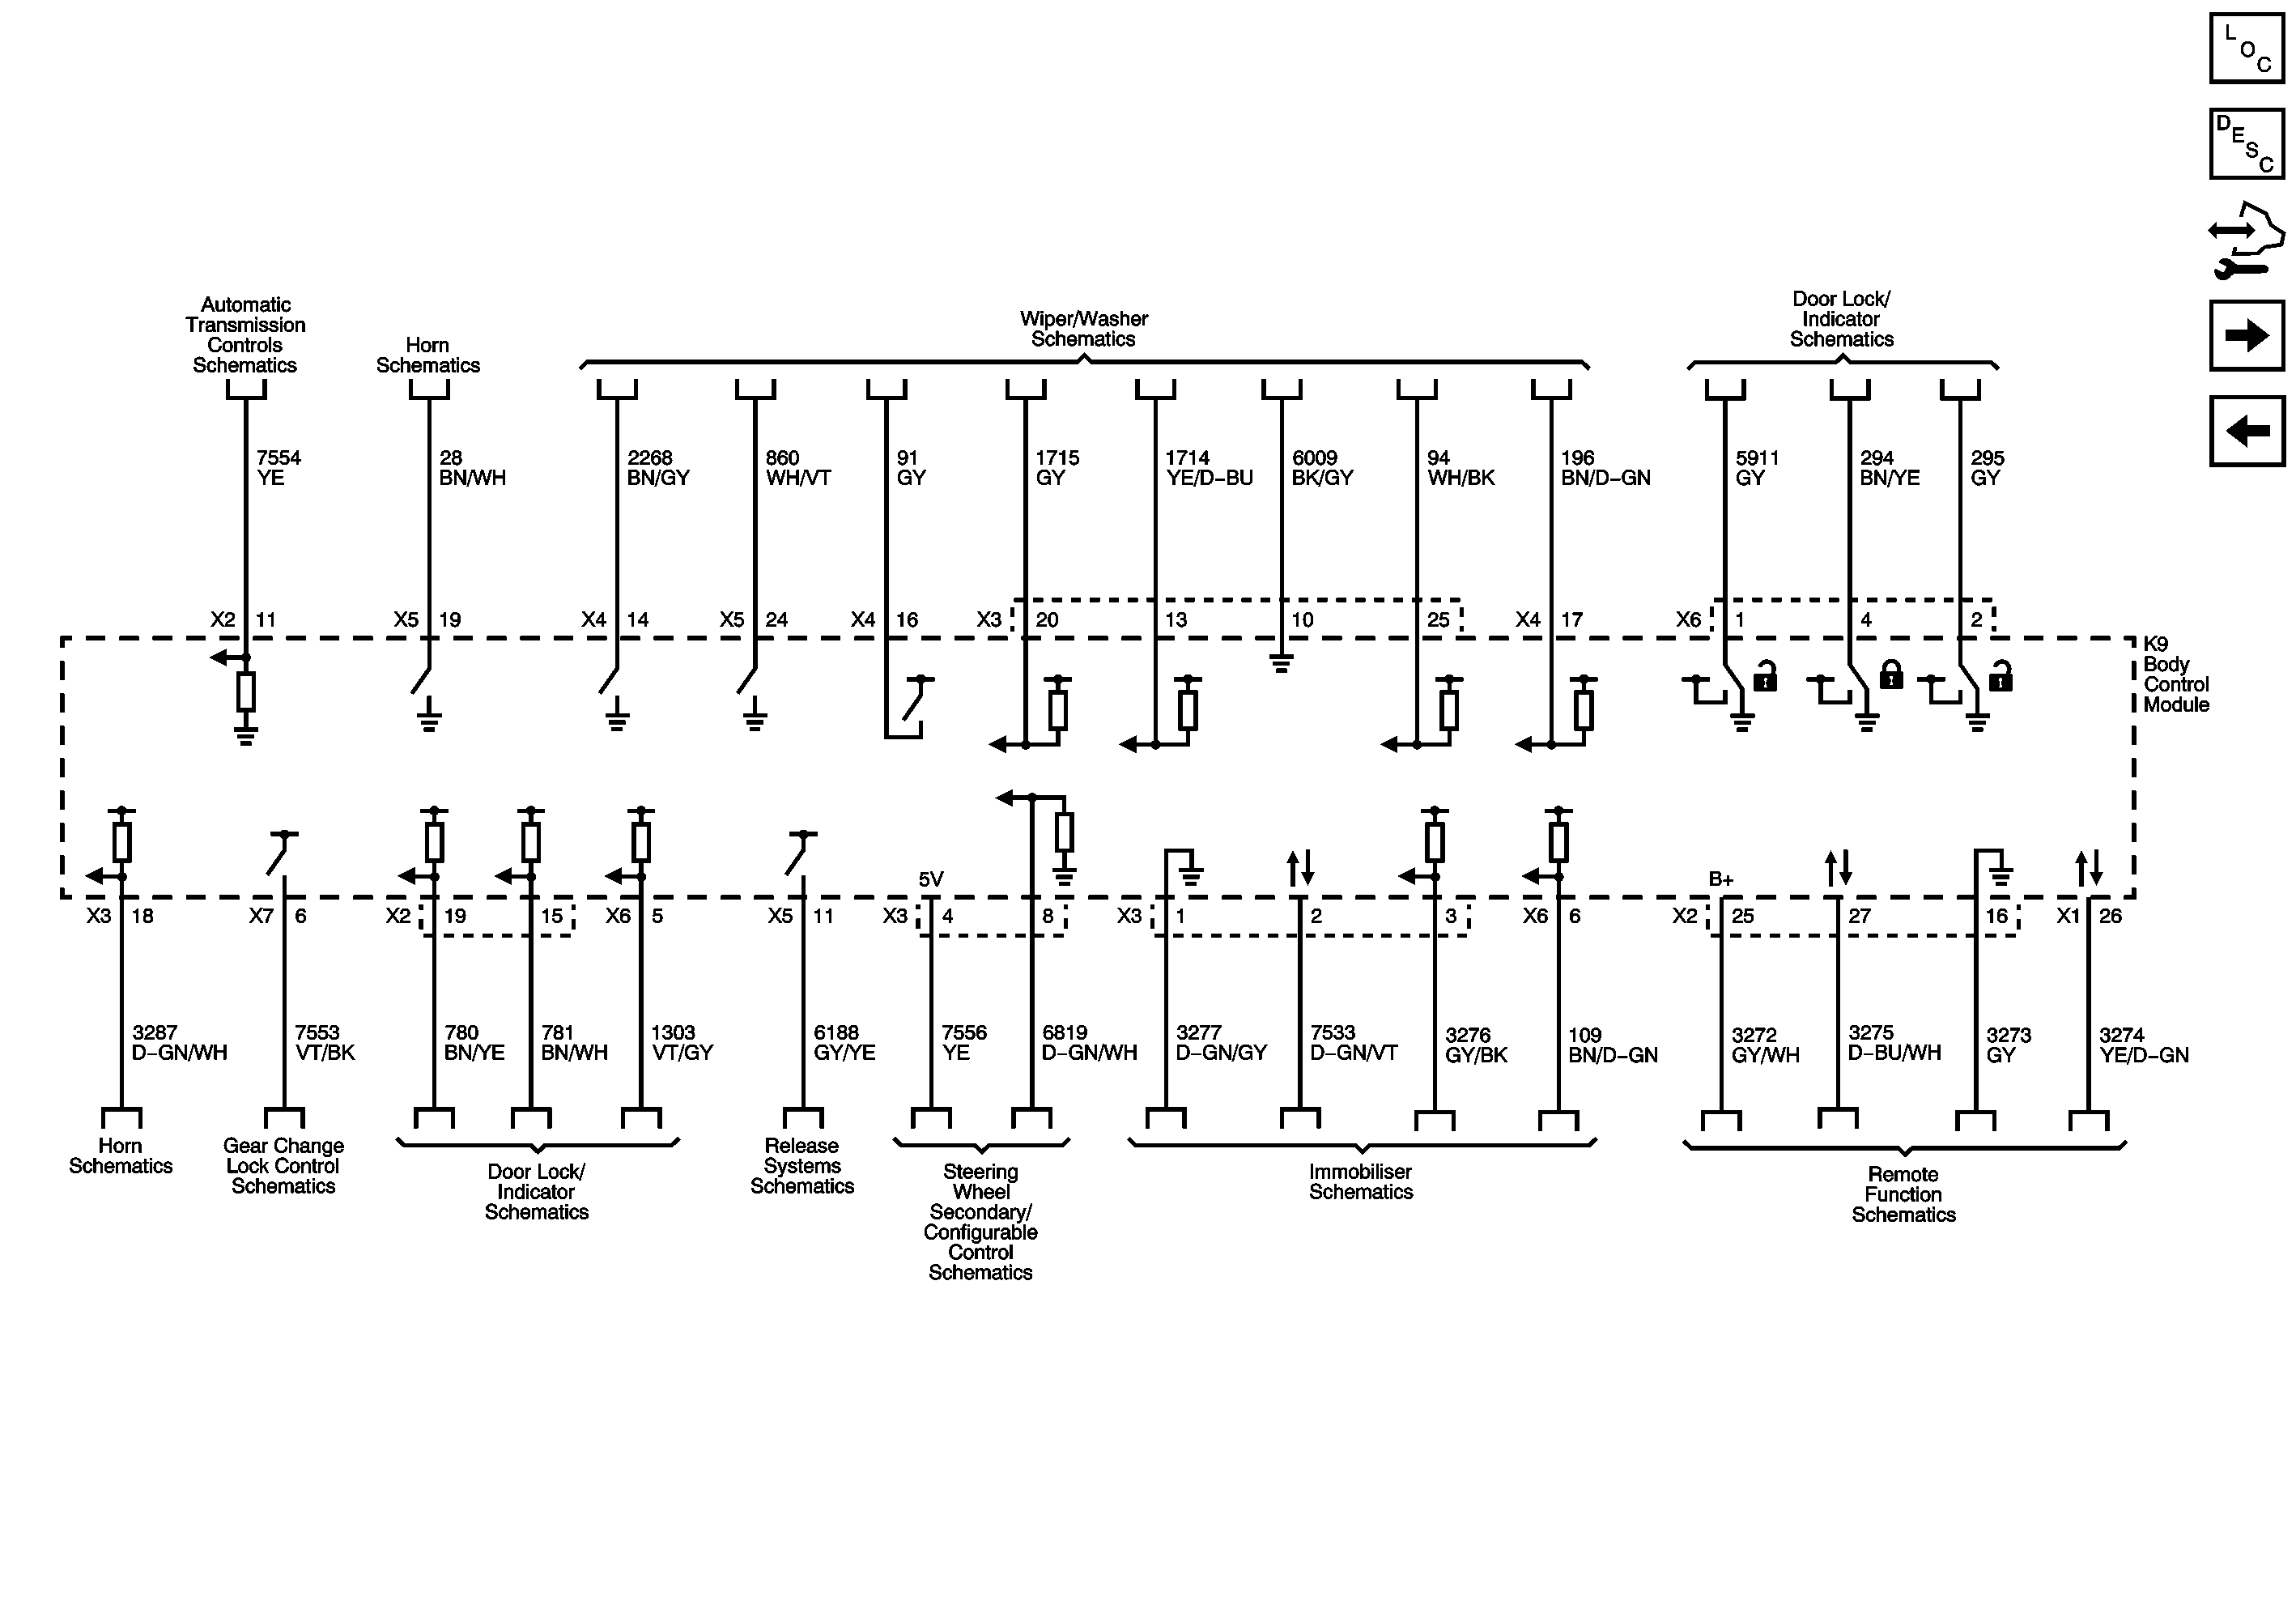 L
O
C
D
E
S
C
Automatic
Transmission
Controls
Schematics
Horn
Schematics
Wiper/Washer
Schematics
Door Lock/
Indicator
Schematics
7554
YE
28
BN/WH
2268
BN/GY
860
WH/VT
91
GY
1715
GY
1714
YE/D-BU
6009
BK/GY
94
WH/BK
196
BN/D-GN
5911
GY
294
BN/YE
295
GY
X2 11
X5 19
X4 14
X5 24
X4 16
X3 20
13
10
25
X4 17
X6 1
4
2
K9
Body
Control
Module
5V
B+
X3 18
X7 6
X2 19
15
X6 5
X5 11
X3 4
8
X3 1
2
3
X6 6
X2 25
27
16
X1 26
3287
D-GN/WH
7553
VT/BK
780
BN/YE
781
BN/WH
1303
VT/GY
6188
GY/YE
7556
YE
6819
D-GN/WH
3277
D-GN/GY
7533
D-GN/VT
3276
GY/BK
109
BN/D-GN
3272
GY/WH
3275
D-BU/WH
3273
GY
3274
YE/D-GN
Horn
Schematics
Gear Change
Lock Control
Schematics
Door Lock/
Indicator
Schematics
Release
Systems
Schematics
Steering
Wheel
Secondary/
Configurable
Control
Schematics
Immobiliser
Schematics
Remote
Function
Schematics